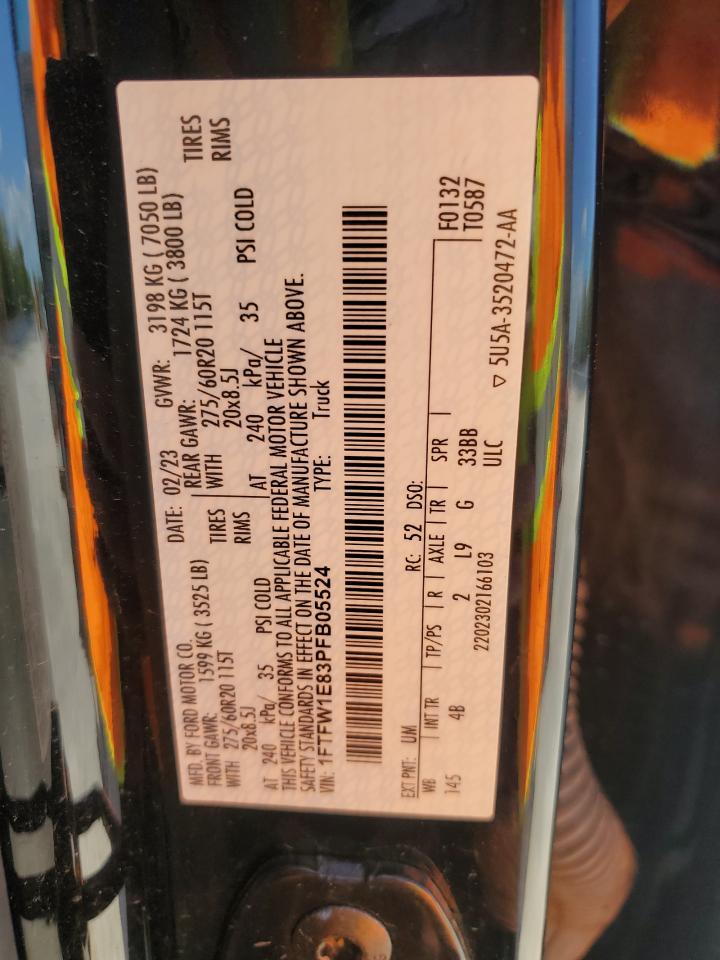 MFD. BY FORD MOTOR CO.
DATE: 02/23 GVWR: 3198 KG ( 7050 LB)
FRONT GAWR: 1599 KG ( 3525 LB)
REAR GAWR: 1724 KG ( 3800 LB)
WITH 275/60R20 115T TIRES
WITH 275/60R20 115T TIRES
20x8.5J RIMS
20x8.5J RIMS
AT 240 kPa/ 35 PSI COLD
AT 240 kPa/ 35 PSI COLD
THIS VEHICLE CONFORMS TO ALL APPLICABLE FEDERAL MOTOR VEHICLE
SAFETY STANDARDS IN EFFECT ON THE DATE OF MANUFACTURE SHOWN ABOVE.
VIN: 1FTFW1E83PFB05524 TYPE: Truck
EXT PNT: UM RC: 52 DSO: F0132
WB | INT TR | TP/PS | R | AXLE | TR | SPR | T0587
145 4B 2 L9 G 33BB
2202302166103 ULC
▽ 5U5A-3520472-AA